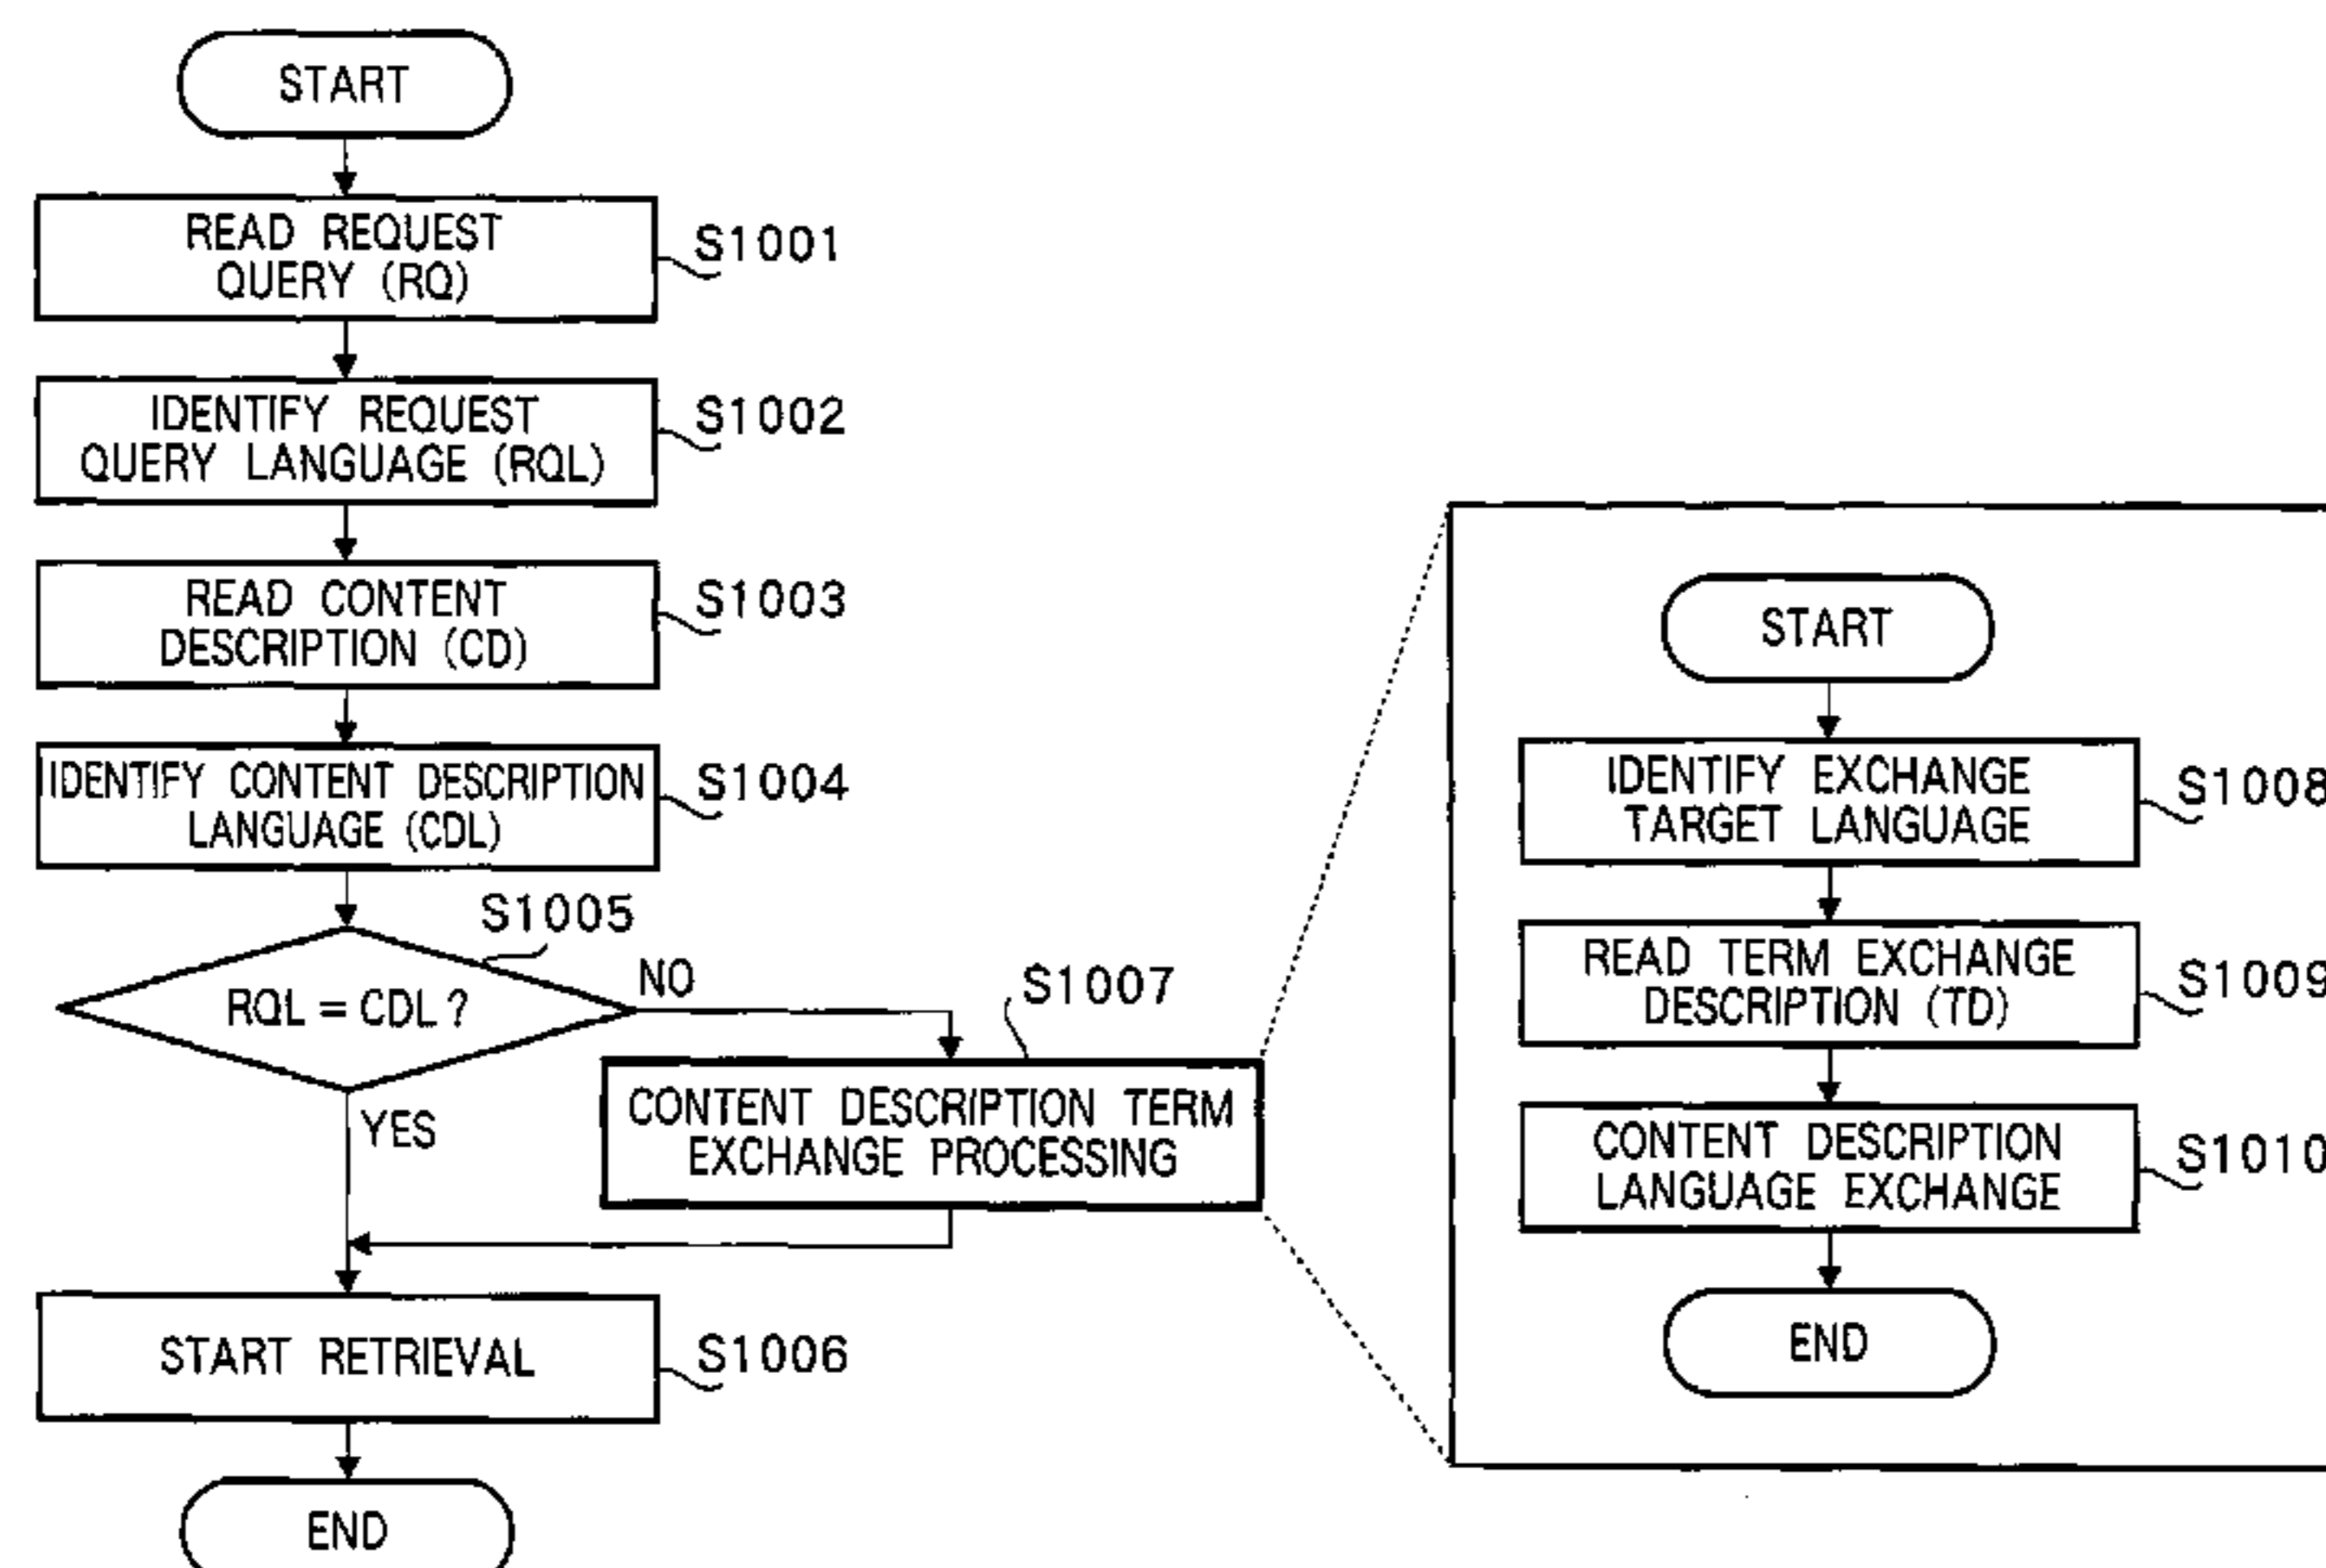 START
READ REQUEST
QUERY (RQ)
S1001
IDENTIFY REQUEST
QUERY LANGUAGE (RQL)
S1002
READ CONTENT
DESCRIPTION (CD)
S1003
IDENTIFY CONTENT DESCRIPTION
LANGUAGE (CDL)
S1004
S1005
RQL = CDL ?
NO
YES
S1007
CONTENT DESCRIPTION TERM
EXCHANGE PROCESSING
START RETRIEVAL
S1006
END
START
IDENTIFY EXCHANGE
TARGET LANGUAGE
S1008
READ TERM EXCHANGE
DESCRIPTION (TD)
S1009
CONTENT DESCRIPTION
LANGUAGE EXCHANGE
S1010
END